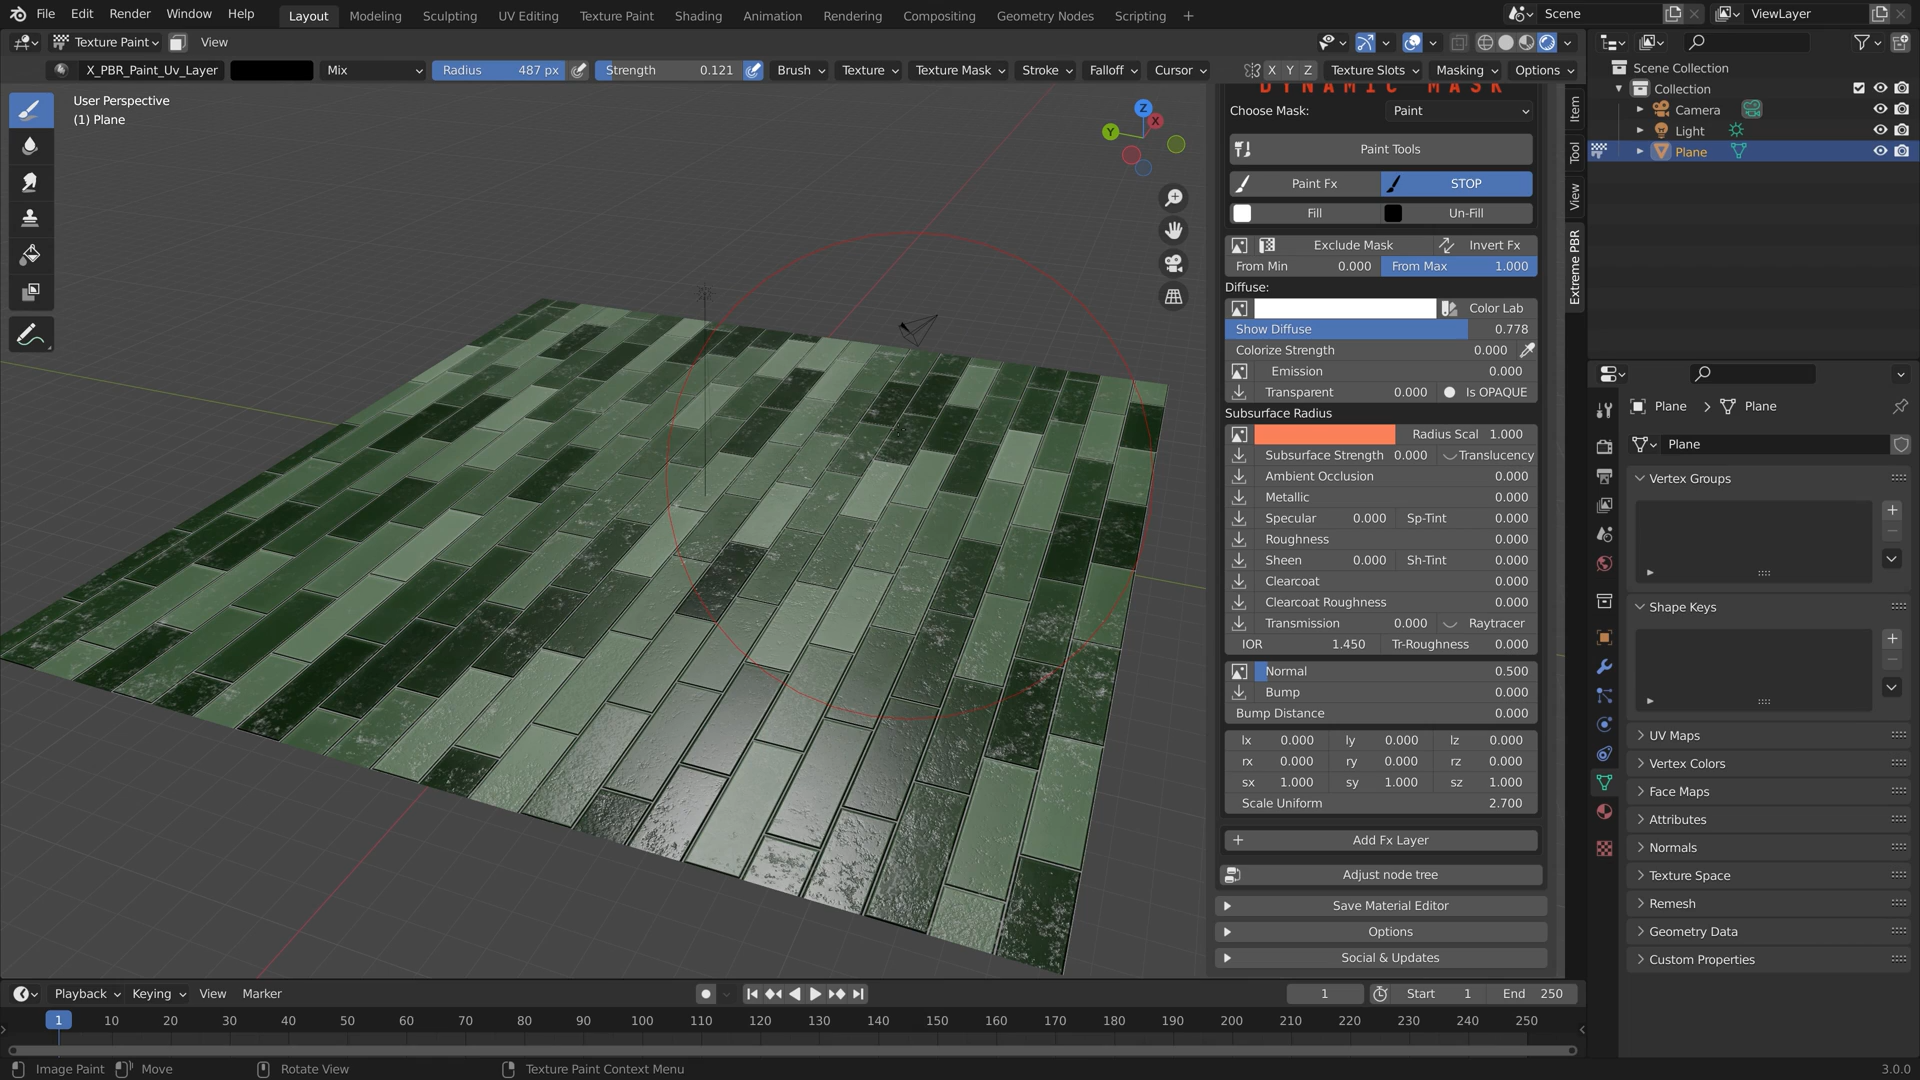 File Edit Render Window Help Layout Modeling Sculpting UV Editing Texture Paint Shading Animation Rendering Compositing Geometry Nodes Scripting + Scene ViewLayer
Texture Paint View
X_PBR_Paint_Uv_Layer Mix Radius 487 px Strength 0.121 Brush Texture Texture Mask Stroke Falloff Cursor X Y Z Texture Slots Masking Options
User Perspective
(1) Plane
Z
X
Y
DYNAMIC MASK
Choose Mask: Paint
Paint Tools
Paint Fx STOP
Fill Un-Fill
Exclude Mask Invert Fx
From Min 0.000 From Max 1.000
Diffuse:
Color Lab
Show Diffuse 0.778
Colorize Strength 0.000
Emission 0.000
Transparent 0.000 Is OPAQUE
Subsurface Radius
Radius Scal 1.000
Subsurface Strength 0.000 Translucency
Ambient Occlusion 0.000
Metallic 0.000
Specular 0.000 Sp-Tint 0.000
Roughness 0.000
Sheen 0.000 Sh-Tint 0.000
Clearcoat 0.000
Clearcoat Roughness 0.000
Transmission 0.000 Raytracer
IOR 1.450 Tr-Roughness 0.000
Normal 0.500
Bump 0.000
Bump Distance 0.000
lx 0.000 ly 0.000 lz 0.000
rx 0.000 ry 0.000 rz 0.000
sx 1.000 sy 1.000 sz 1.000
Scale Uniform 2.700
Add Fx Layer
Adjust node tree
Save Material Editor
Options
Social & Updates
Item
Tool
View
Extreme PBR
Scene Collection
Collection
Camera
Light
Plane
Plane > Plane
Plane
Vertex Groups
Shape Keys
UV Maps
Vertex Colors
Face Maps
Attributes
Normals
Texture Space
Remesh
Geometry Data
Custom Properties
Playback Keying View Marker 1 Start 1 End 250
1 10 20 30 40 50 60 70 80 90 100 110 120 130 140 150 160 170 180 190 200 210 220 230 240 250
Image Paint Move Rotate View Texture Paint Context Menu 3.0.0